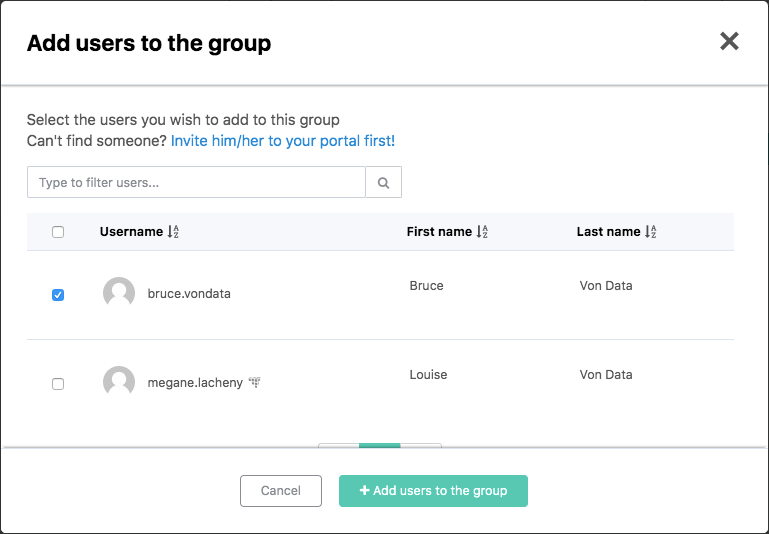 Add users to the group
Select the users you wish to add to this group
Can't find someone? Invite him/her to your portal first!
Type to filter users...
Username First name Last name
bruce.vondata Bruce Von Data
megane.lacheny Louise Von Data
Cancel + Add users to the group